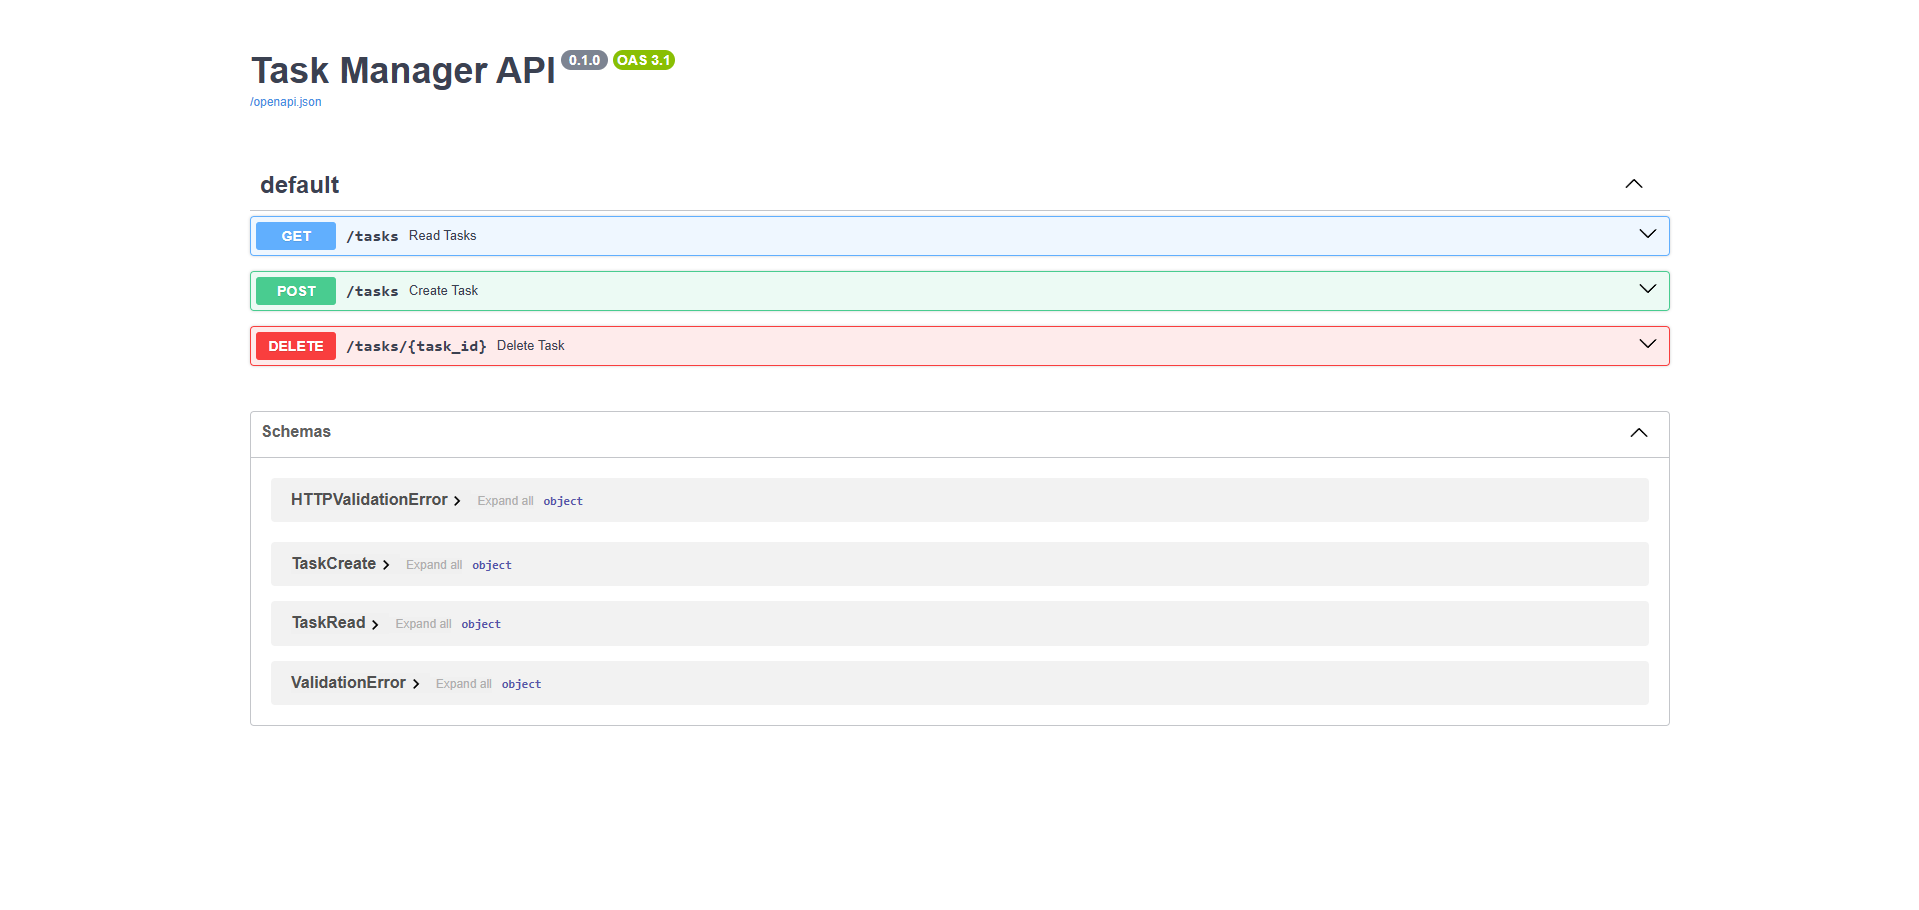 Task Manager API 0.1.0 OAS 3.1
/openapi.json
default
GET /tasks Read Tasks
POST /tasks Create Task
DELETE /tasks/{task_id} Delete Task
Schemas
HTTPValidationError Expand all object
TaskCreate Expand all object
TaskRead Expand all object
ValidationError Expand all object